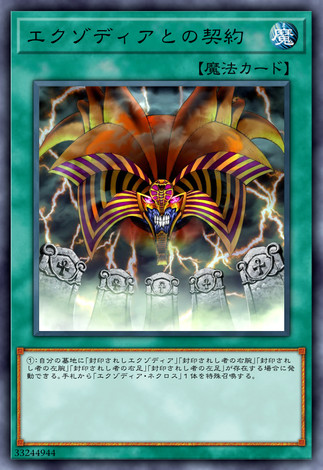 エクゾディアとの契約
魔
【魔法カード】
①:自分の墓地に「封印されしエクゾディア」「封印されし者の右腕」「封印され
し者の左腕」「封印されし者の右足」「封印されし者の左足」が存在する場合に発
動できる。手札から「エクゾディア・ネクロス」１体を特殊召喚する。
33244944